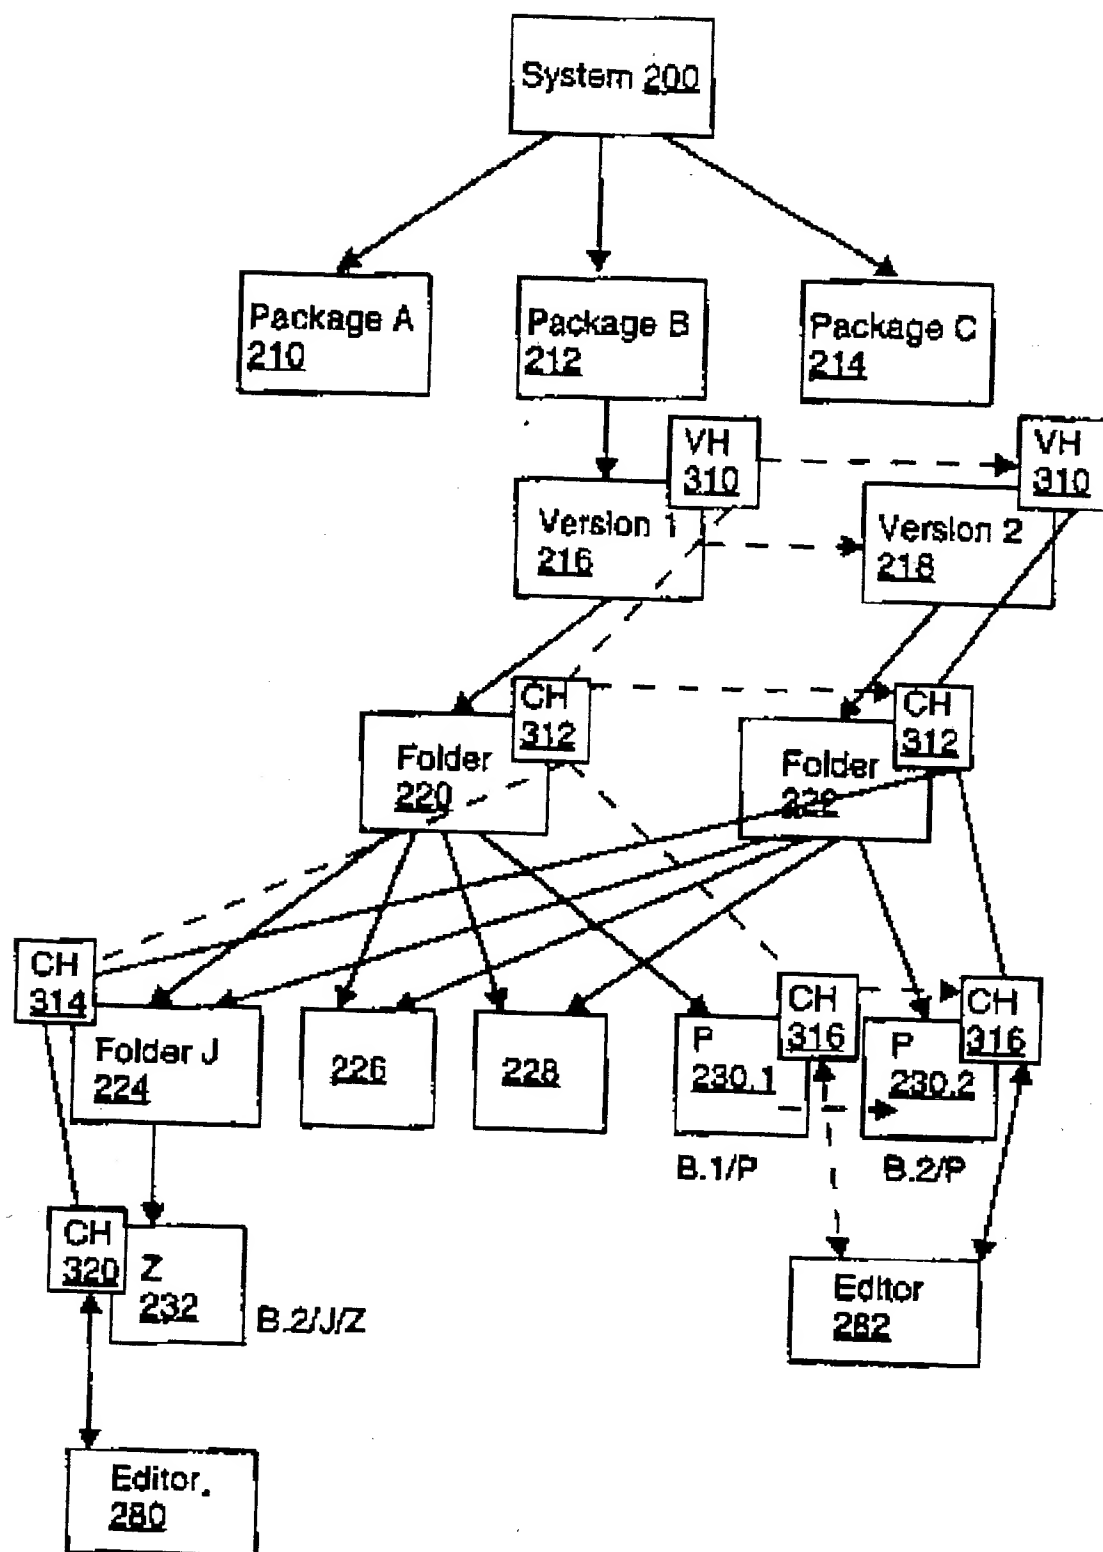 System 200
Package A
210
Package B
212
Package C
214
VH
310
VH
310
Version 1
216
Version 2
218
CH
312
CH
312
Folder
220
Folder
222
CH
314
Folder J
224
226
228
P
230.1
CH
316
P
230.2
CH
316
B.1/P
B.2/P
CH
320
Z
232
B.2/J/Z
Editor
282
Editor
280